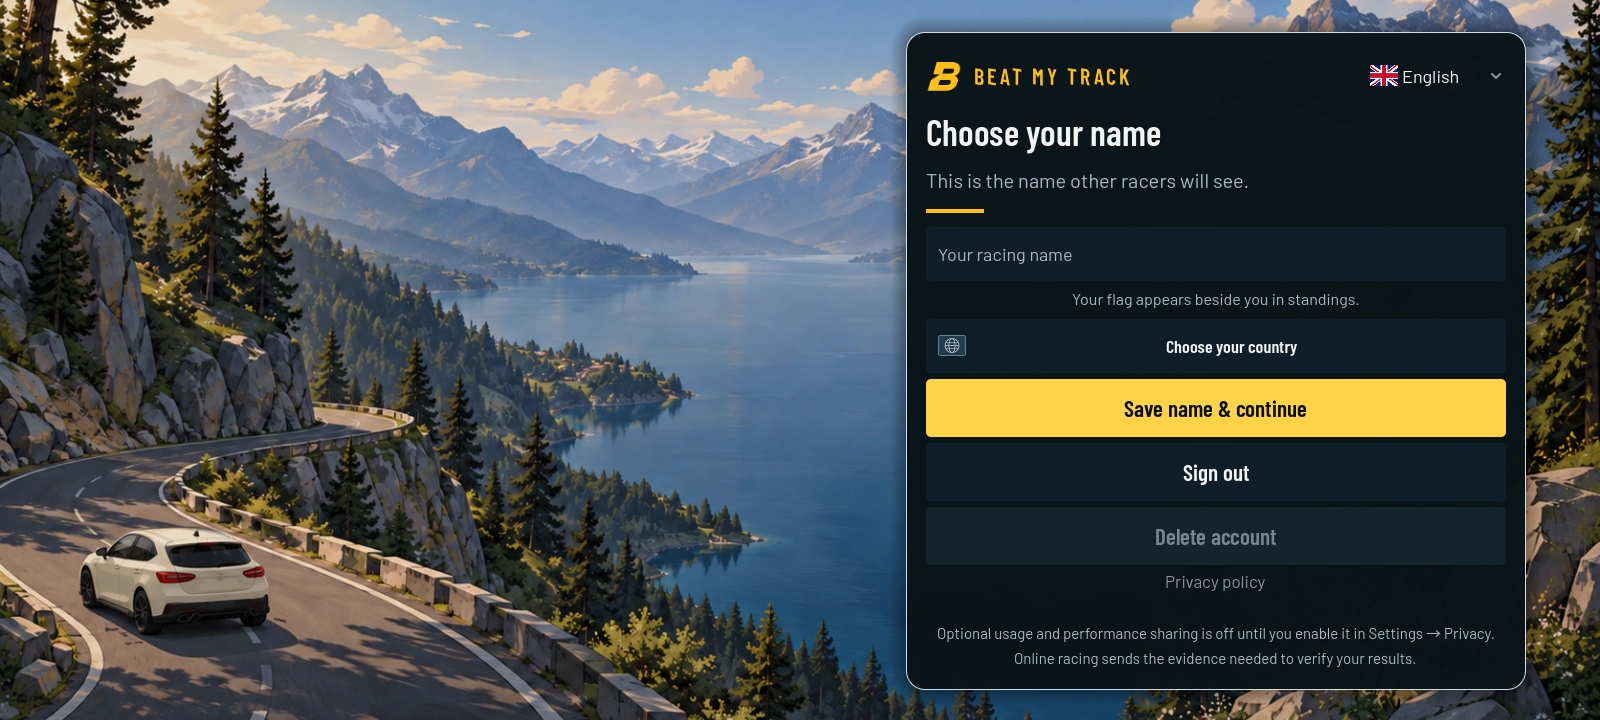 BEAT MY TRACK
English
Choose your name
This is the name other racers will see.
Your racing name
Your flag appears beside you in standings.
Choose your country
Save name & continue
Sign out
Delete account
Privacy policy
Optional usage and performance sharing is off until you enable it in Settings → Privacy.
Online racing sends the evidence needed to verify your results.